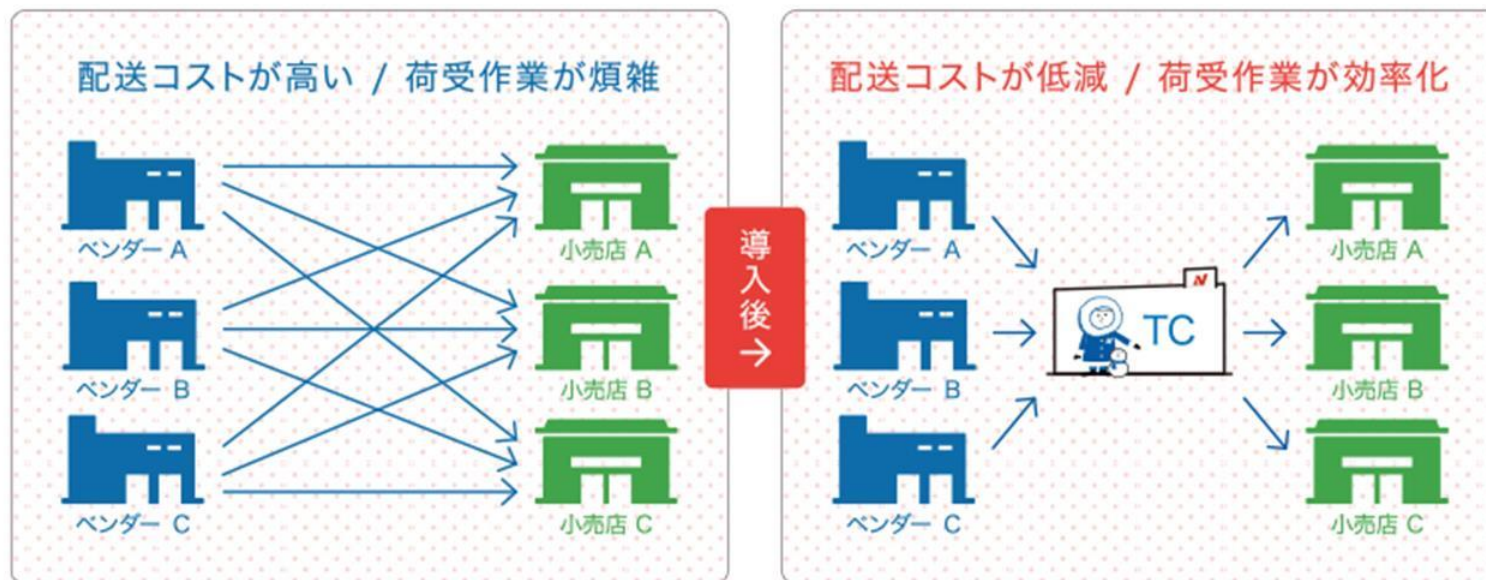 配送コストが高い / 荷受作業が煩雑
ベンダー A
小売店 A
ベンダー B
小売店 B
ベンダー C
小売店 C
導入後→
配送コストが低減 / 荷受作業が効率化
ベンダー A
小売店 A
N
TC
ベンダー B
小売店 B
ベンダー C
小売店 C